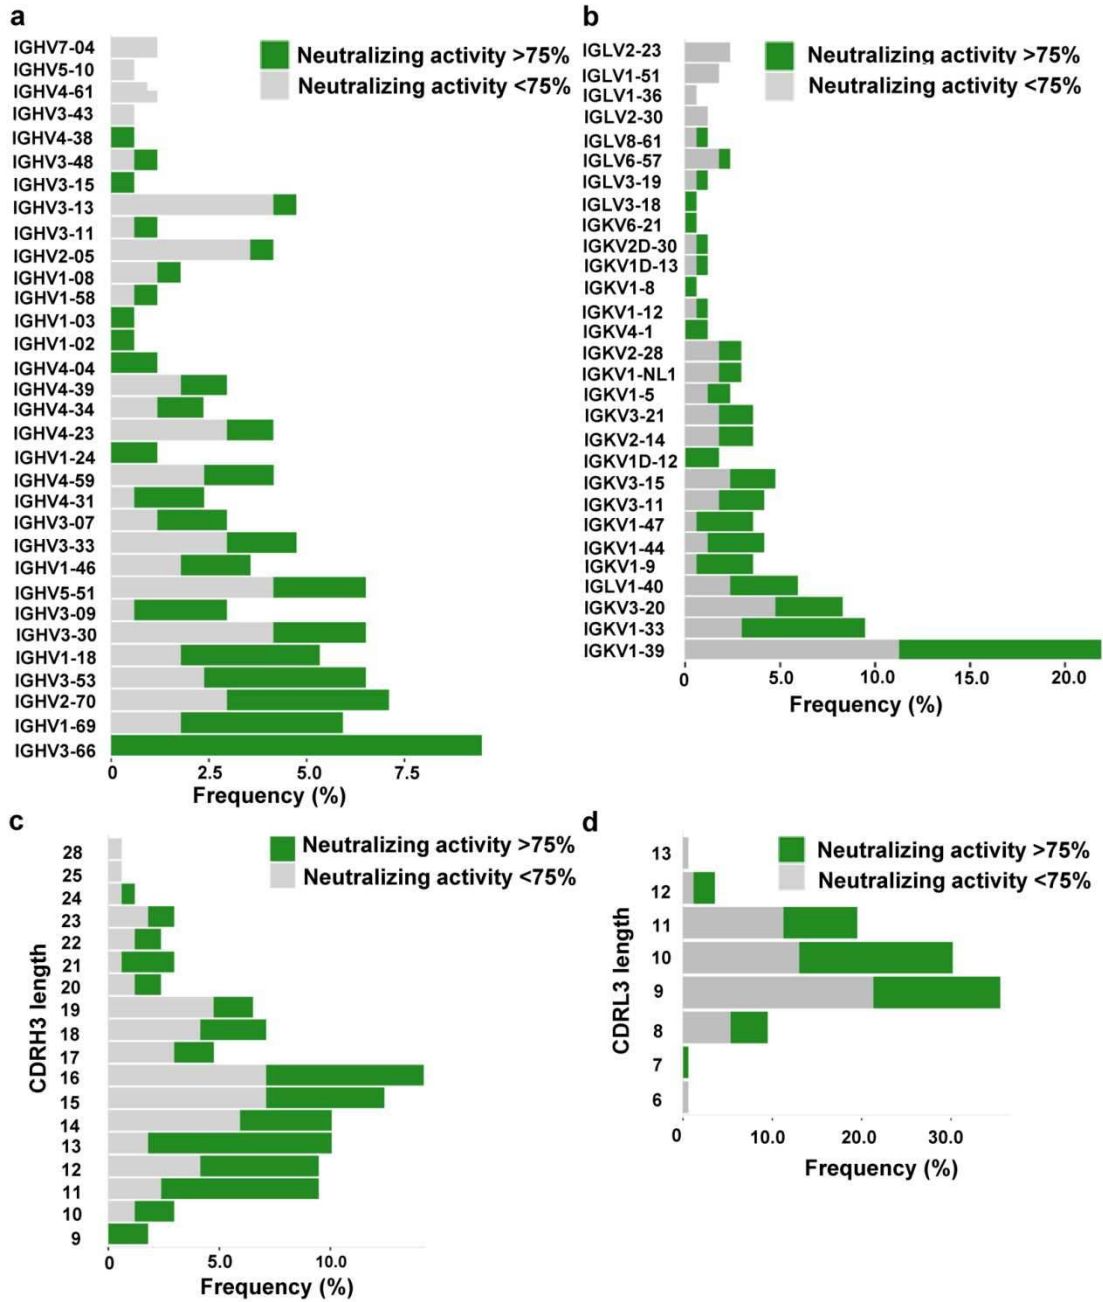 a
IGHV7-04
IGHV5-10
IGHV4-61
IGHV3-43
IGHV4-38
IGHV3-48
IGHV3-15
IGHV3-13
IGHV3-11
IGHV2-05
IGHV1-08
IGHV1-58
IGHV1-03
IGHV1-02
IGHV4-04
IGHV4-39
IGHV4-34
IGHV4-23
IGHV1-24
IGHV4-59
IGHV4-31
IGHV3-07
IGHV3-33
IGHV1-46
IGHV5-51
IGHV3-09
IGHV3-30
IGHV1-18
IGHV3-53
IGHV2-70
IGHV1-69
IGHV3-66
Neutralizing activity >75%
Neutralizing activity <75%
0 2.5 5.0 7.5
Frequency (%)
b
IGLV2-23
IGLV1-51
IGLV1-36
IGLV2-30
IGLV8-61
IGLV6-57
IGLV3-19
IGLV3-18
IGKV6-21
IGKV2D-30
IGKV1D-13
IGKV1-8
IGKV1-12
IGKV4-1
IGKV2-28
IGKV1-NL1
IGKV1-5
IGKV3-21
IGKV2-14
IGKV1D-12
IGKV3-15
IGKV3-11
IGKV1-47
IGKV1-44
IGKV1-9
IGLV1-40
IGKV3-20
IGKV1-33
IGKV1-39
Neutralizing activity >75%
Neutralizing activity <75%
0 5.0 10.0 15.0 20.0
Frequency (%)
c
CDRH3 length
28
25
24
23
22
21
20
19
18
17
16
15
14
13
12
11
10
9
Neutralizing activity >75%
Neutralizing activity <75%
0 5.0 10.0
Frequency (%)
d
CDRL3 length
13
12
11
10
9
8
7
6
Neutralizing activity >75%
Neutralizing activity <75%
0 10.0 20.0 30.0
Frequency (%)